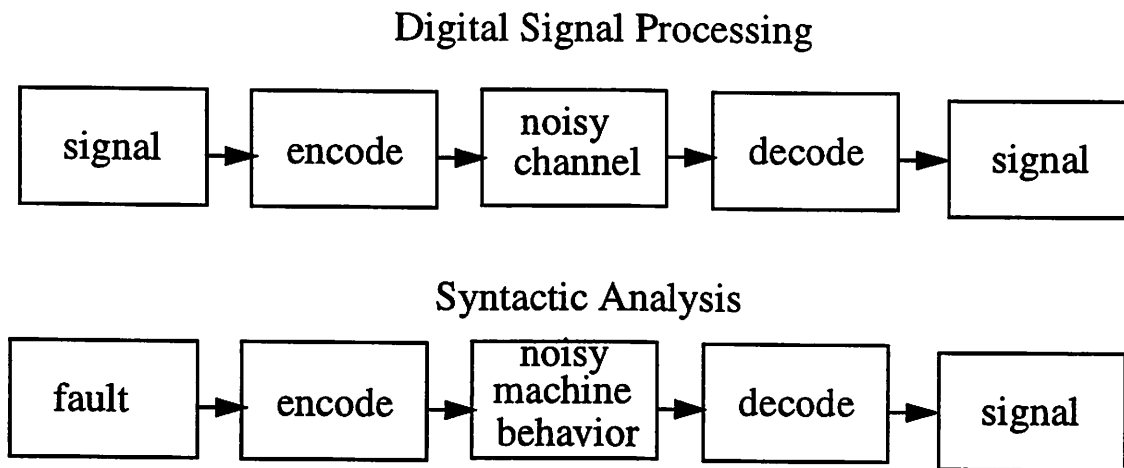 Digital Signal Processing
signal
encode
noisy
channel
decode
signal
Syntactic Analysis
fault
encode
noisy
machine
behavior
decode
signal